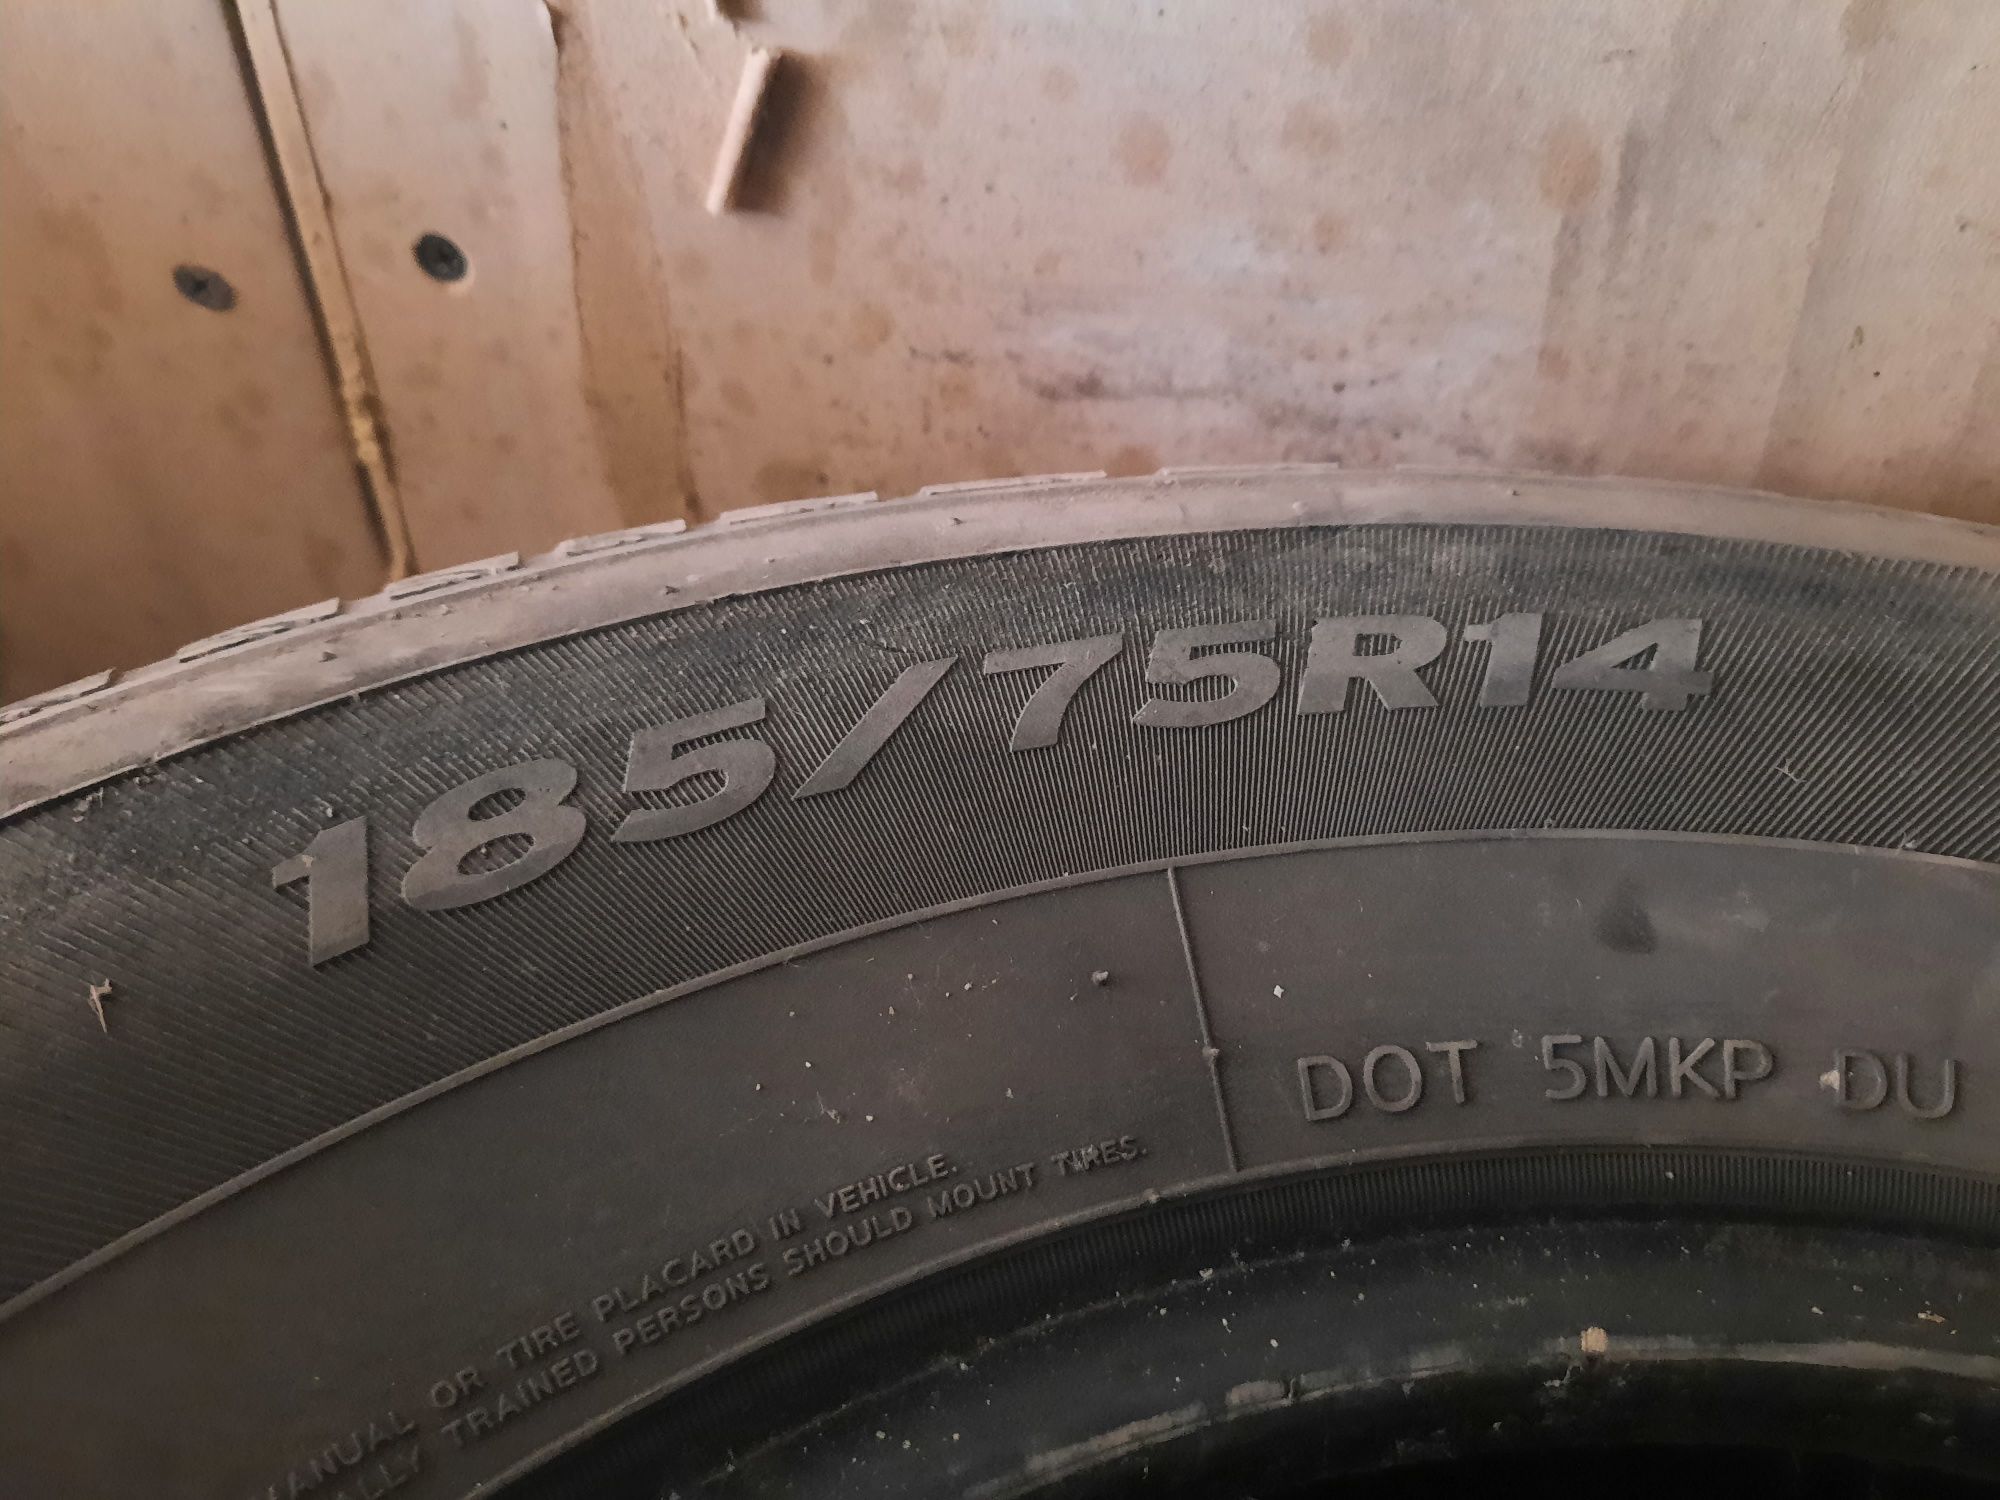 185/75R14
DOT 5MKP DU
MANUAL OR TIRE PLACARD IN VEHICLE.
TRAINED PERSONS SHOULD MOUNT TIRES.